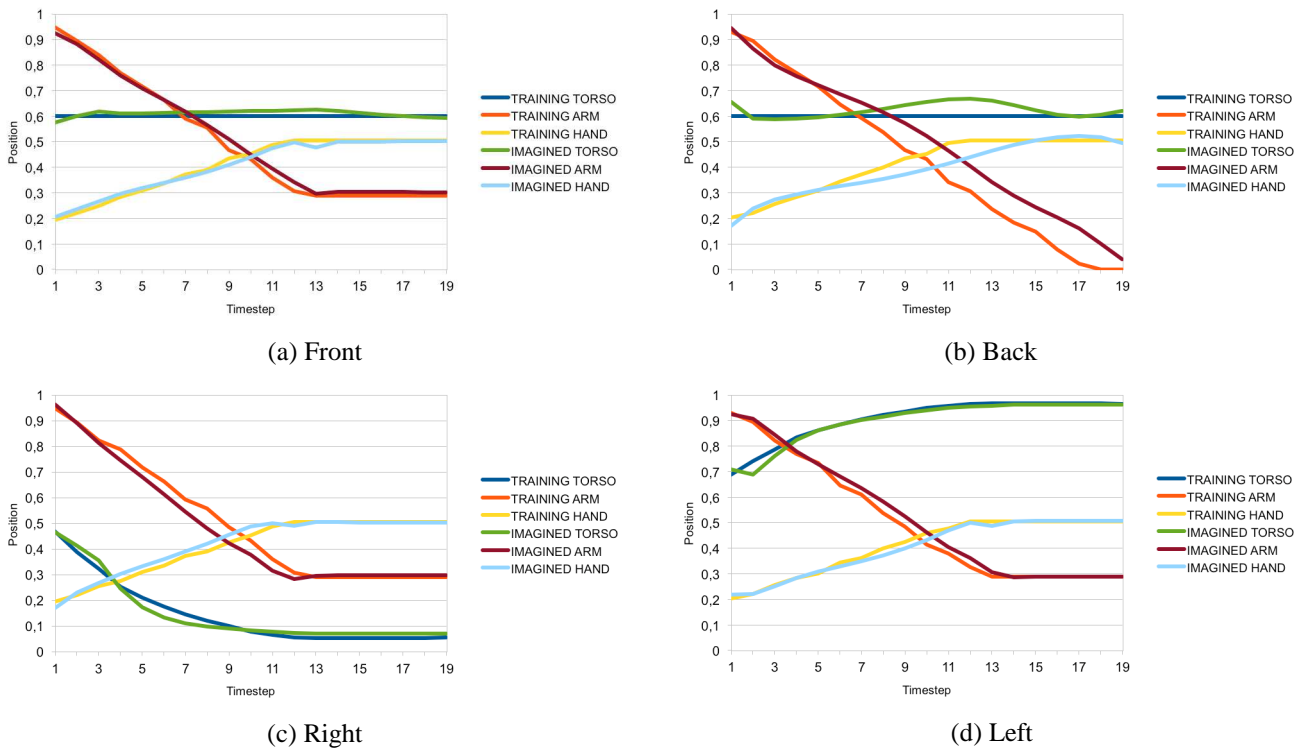 1
0,9
0,8
0,7
0,6
0,5
0,4
0,3
0,2
0,1
0
Position
1 3 5 7 9 11 13 15 17 19
Timestep
TRAINING TORSO
TRAINING ARM
TRAINING HAND
IMAGINED TORSO
IMAGINED ARM
IMAGINED HAND
(a) Front
1
0,9
0,8
0,7
0,6
0,5
0,4
0,3
0,2
0,1
0
Position
1 3 5 7 9 11 13 15 17 19
Timestep
TRAINING TORSO
TRAINING ARM
TRAINING HAND
IMAGINED TORSO
IMAGINED ARM
IMAGINED HAND
(b) Back
1
0,9
0,8
0,7
0,6
0,5
0,4
0,3
0,2
0,1
0
Position
1 3 5 7 9 11 13 15 17 19
Timestep
TRAINING TORSO
TRAINING ARM
TRAINING HAND
IMAGINED TORSO
IMAGINED ARM
IMAGINED HAND
(c) Right
1
0,9
0,8
0,7
0,6
0,5
0,4
0,3
0,2
0,1
0
Position
1 3 5 7 9 11 13 15 17 19
Timestep
TRAINING TORSO
TRAINING ARM
TRAINING HAND
IMAGINED TORSO
IMAGINED ARM
IMAGINED HAND
(d) Left